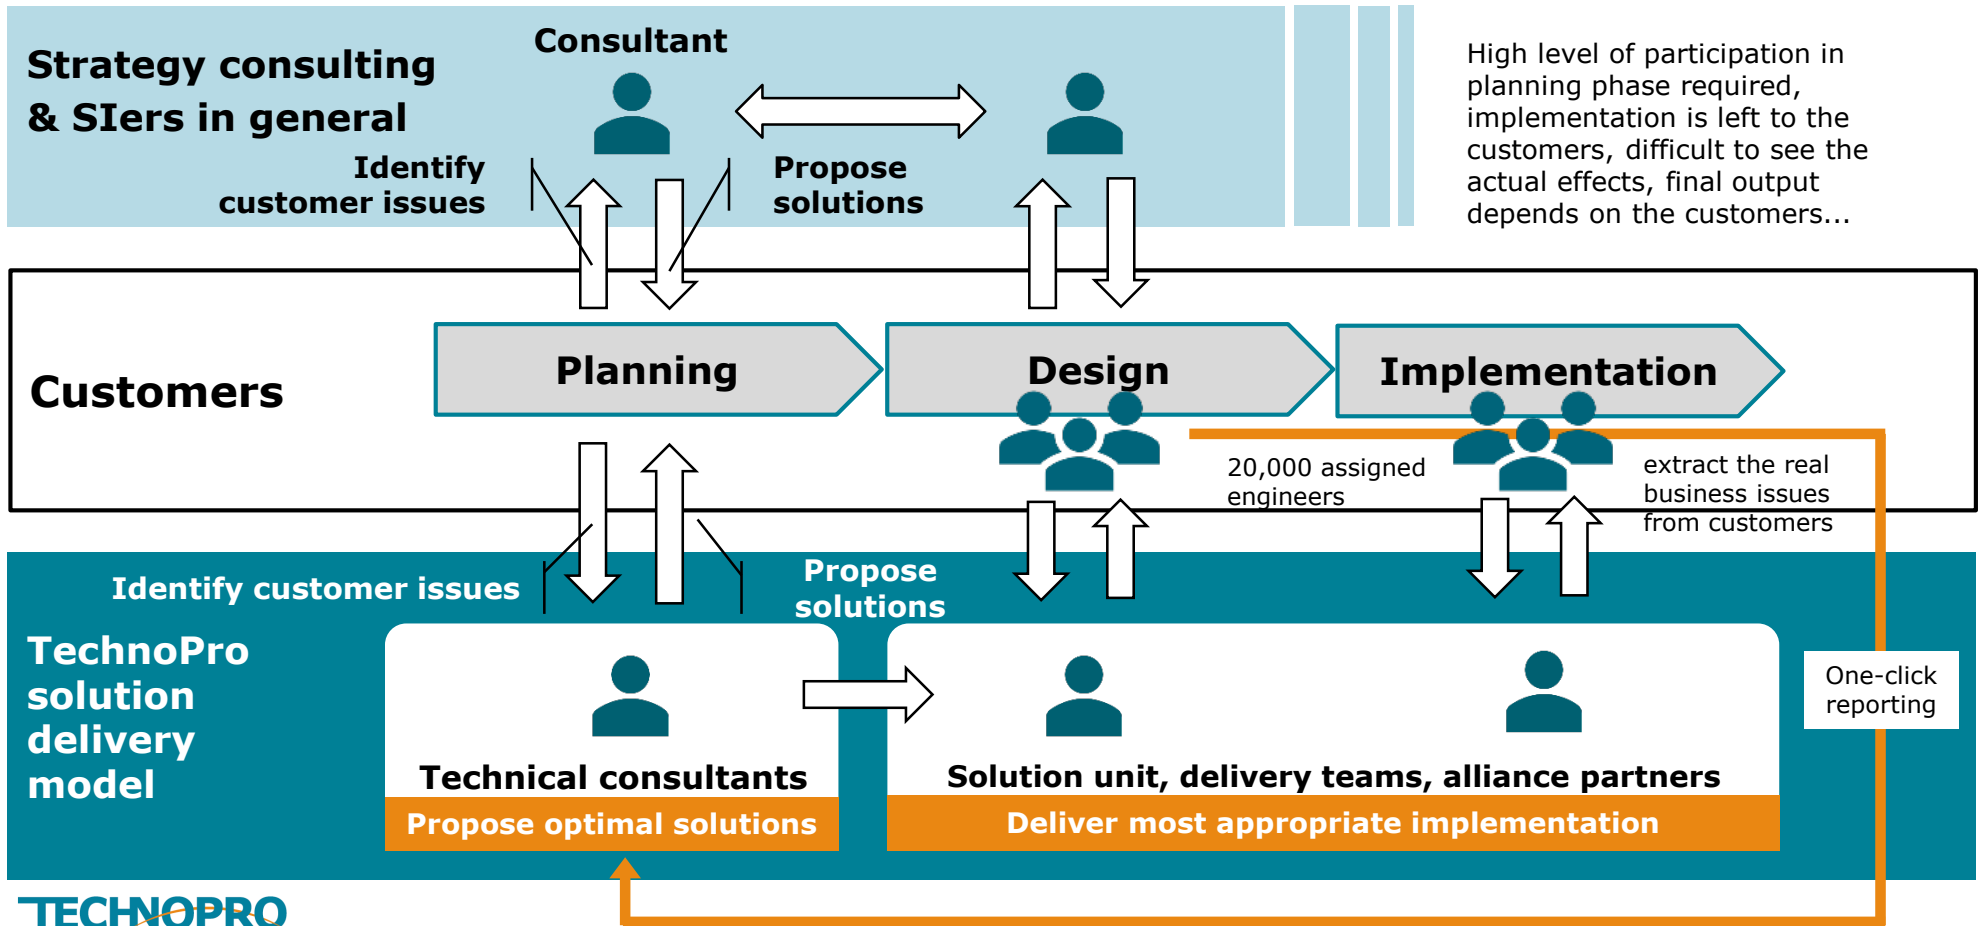 Strategy consulting
& SIers in general
Consultant
Identify
customer issues
Propose
solutions
High level of participation in
planning phase required,
implementation is left to the
customers, difficult to see the
actual effects, final output
depends on the customers...
Customers
Planning
Design
Implementation
20,000 assigned
engineers
extract the real
business issues
from customers
Identify customer issues
Propose
solutions
TechnoPro
solution
delivery
model
Technical consultants
Propose optimal solutions
Solution unit, delivery teams, alliance partners
Deliver most appropriate implementation
One-click
reporting
TECHNOPRO